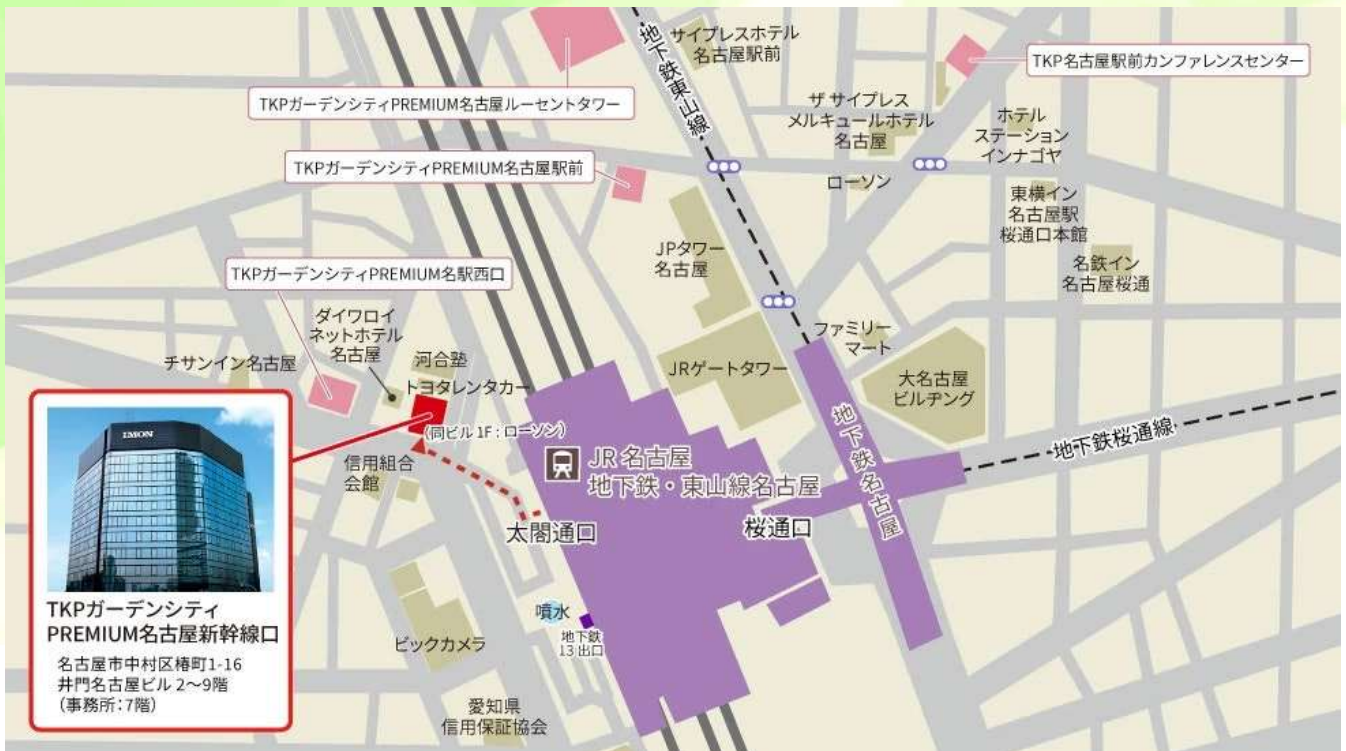 サイプレスホテル
名古屋駅前
地下鉄東山線
TKP名古屋駅前カンファレンスセンター
TKPガーデンシティPREMIUM名古屋ルーセントタワー
ザ サイプレス
メルキュールホテル
名古屋
ホテル
ステーション
インナゴヤ
TKPガーデンシティPREMIUM名古屋駅前
ローソン
東横イン
名古屋駅
桜通口本館
JPタワー
名古屋
名鉄イン
名古屋桜通
TKPガーデンシティPREMIUM名駅西口
ダイワロイ
ネットホテル
名古屋
ファミリー
マート
チサンイン名古屋
河合塾
トヨタレンタカー
JRゲートタワー
大名古屋
ビルヂング
(同ビル 1F : ローソン)
地下鉄名古屋
地下鉄桜通線
IMON
信用組合
会館
JR 名古屋
地下鉄・東山線名古屋
太閤通口
桜通口
TKPガーデンシティ
PREMIUM名古屋新幹線口
名古屋市中村区椿町1-16
井門名古屋ビル 2〜9階
(事務所:7階)
噴水
地下鉄
13 出口
ビックカメラ
愛知県
信用保証協会